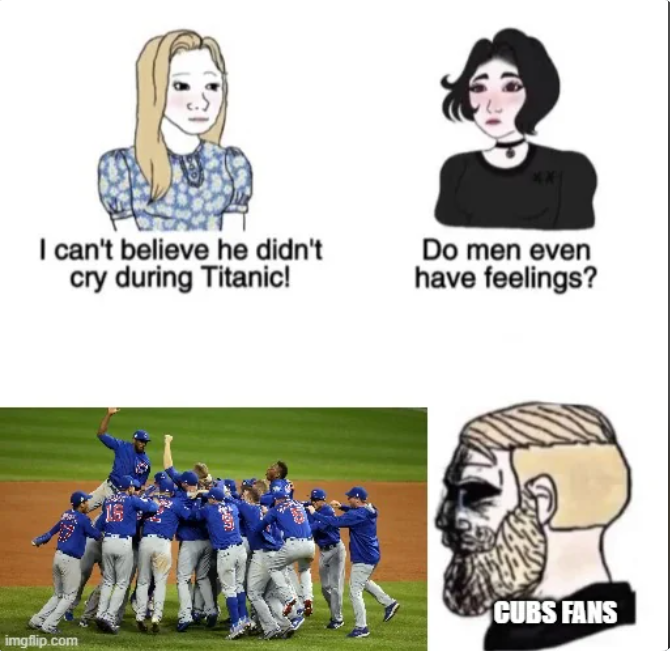 I can't believe he didn't
cry during Titanic!
Do men even
have feelings?
CUBS FANS
imgflip.com